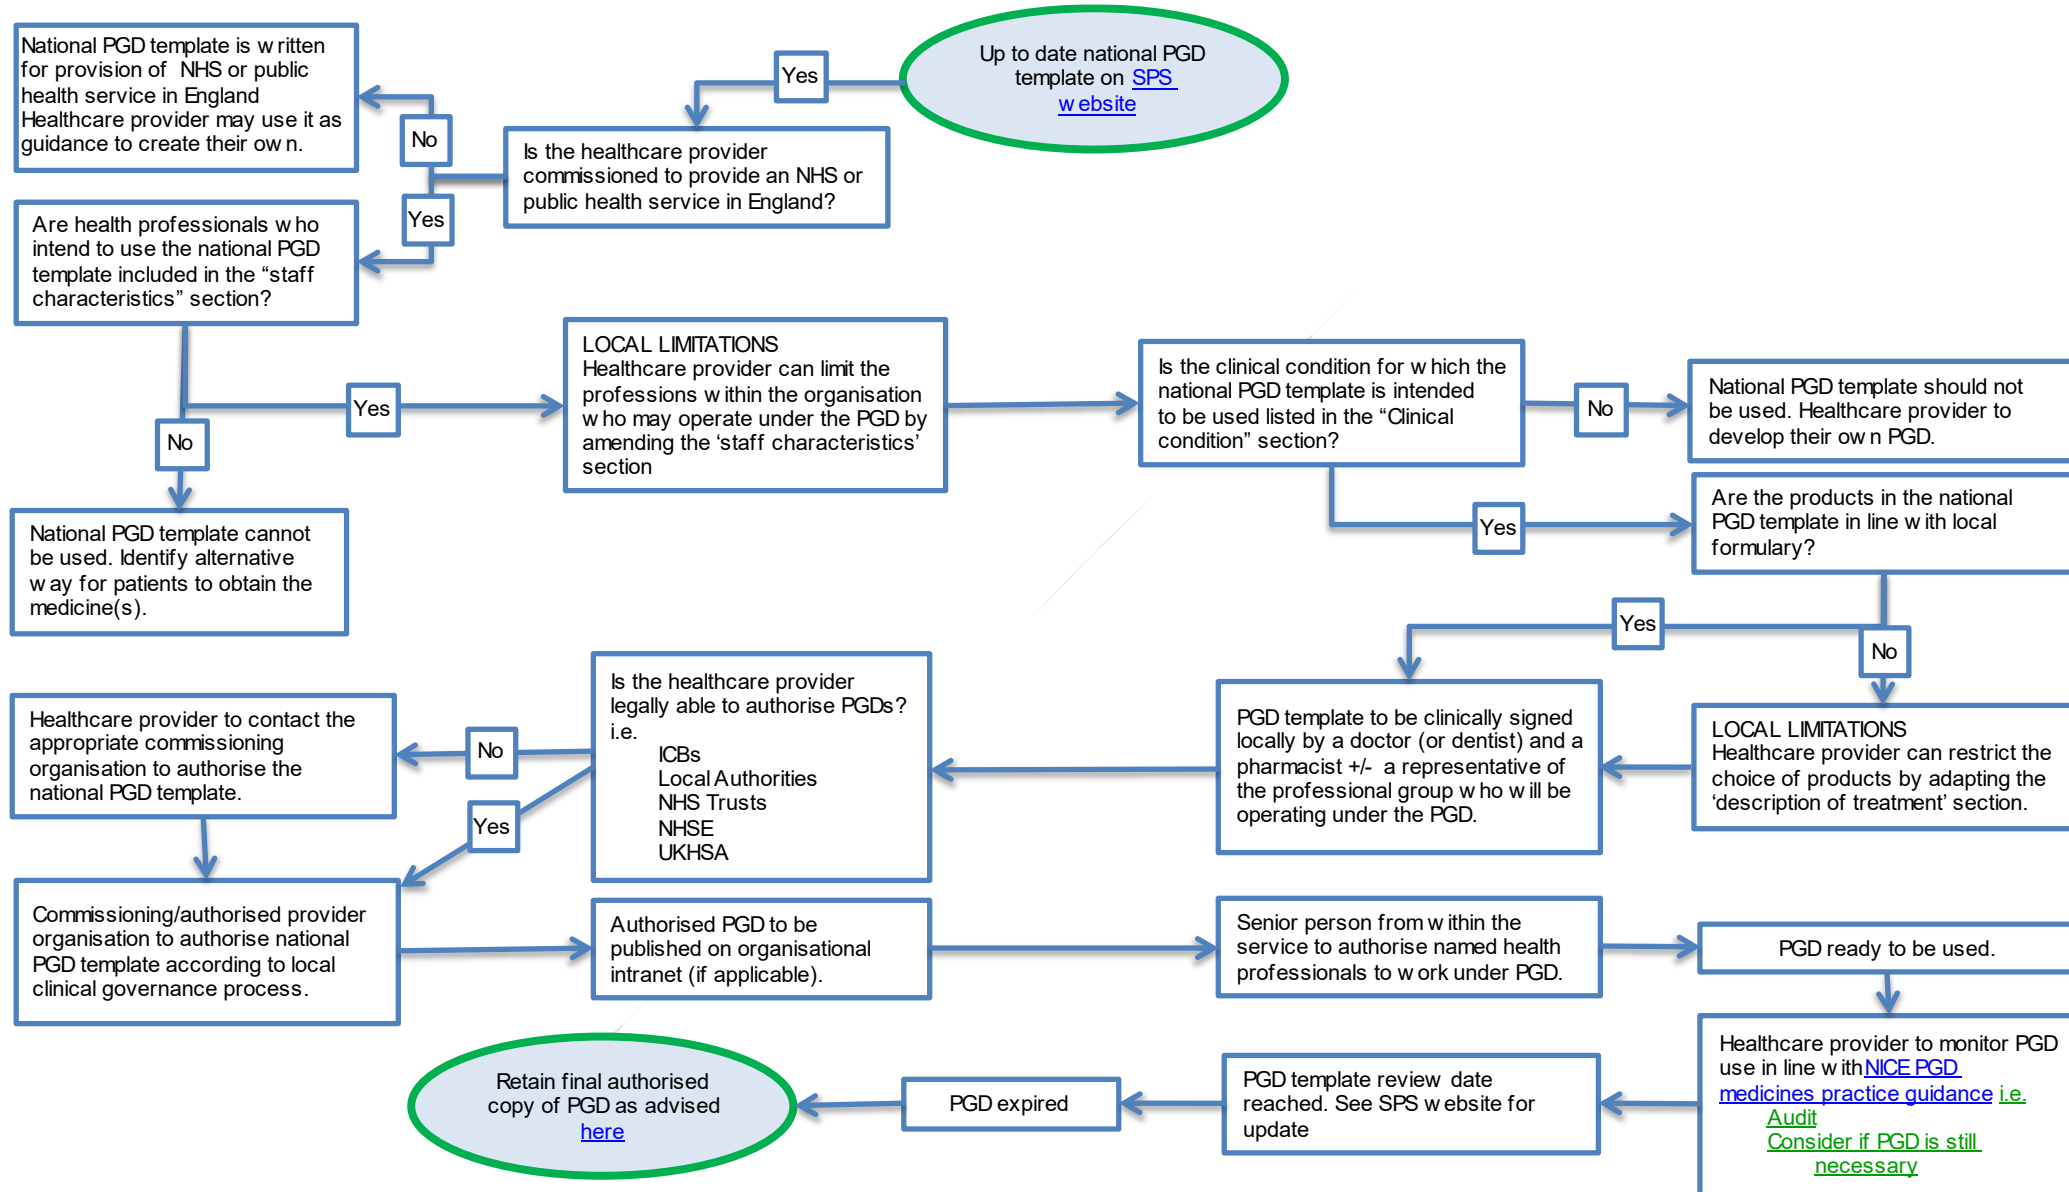 Up to date national PGD
template on SPS
website
Yes
Is the healthcare provider
commissioned to provide an NHS or
public health service in England?
No
National PGD template is written
for provision of NHS or public
health service in England
Healthcare provider may use it as
guidance to create their own.
Yes
Are health professionals who
intend to use the national PGD
template included in the “staff
characteristics” section?
No
National PGD template cannot
be used. Identify alternative
way for patients to obtain the
medicine(s).
Yes
LOCAL LIMITATIONS
Healthcare provider can limit the
professions within the organisation
who may operate under the PGD by
amending the ‘staff characteristics’
section
Is the clinical condition for which the
national PGD template is intended
to be used listed in the “Clinical
condition” section?
No
National PGD template should not
be used. Healthcare provider to
develop their own PGD.
Yes
Are the products in the national
PGD template in line with local
formulary?
Yes
No
LOCAL LIMITATIONS
Healthcare provider can restrict the
choice of products by adapting the
‘description of treatment’ section.
PGD template to be clinically signed
locally by a doctor (or dentist) and a
pharmacist +/- a representative of
the professional group who will be
operating under the PGD.
Is the healthcare provider
legally able to authorise PGDs?
i.e.
ICBs
Local Authorities
NHS Trusts
NHSE
UKHSA
No
Healthcare provider to contact the
appropriate commissioning
organisation to authorise the
national PGD template.
Yes
Commissioning/authorised provider
organisation to authorise national
PGD template according to local
clinical governance process.
Authorised PGD to be
published on organisational
intranet (if applicable).
Senior person from within the
service to authorise named health
professionals to work under PGD.
PGD ready to be used.
Healthcare provider to monitor PGD
use in line with NICE PGD
medicines practice guidance i.e.
Audit
Consider if PGD is still
necessary
PGD template review date
reached. See SPS website for
update
PGD expired
Retain final authorised
copy of PGD as advised
here